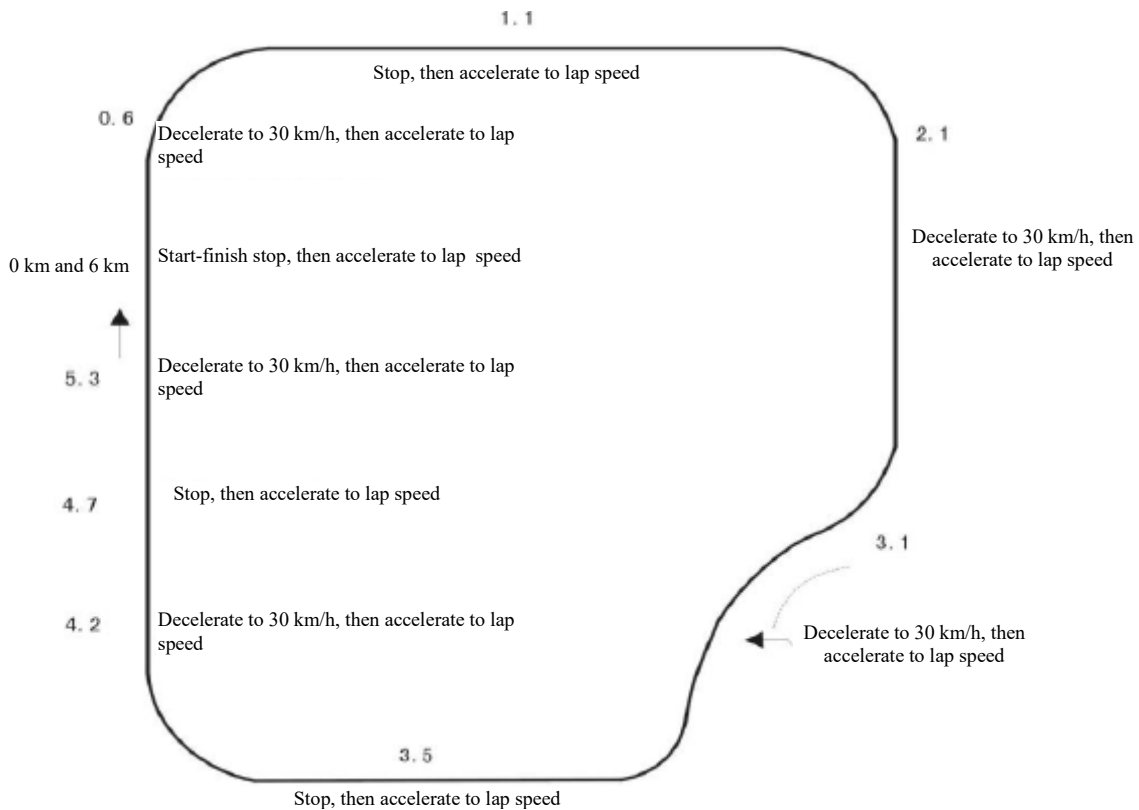 1. 1
Stop, then accelerate to lap speed
0. 6
Decelerate to 30 km/h, then accelerate to lap
speed
2. 1
Decelerate to 30 km/h, then
accelerate to lap speed
0 km and 6 km
Start-finish stop, then accelerate to lap speed
5. 3
Decelerate to 30 km/h, then accelerate to lap
speed
4. 7
Stop, then accelerate to lap speed
3. 1
Decelerate to 30 km/h, then
accelerate to lap speed
4. 2
Decelerate to 30 km/h, then accelerate to lap
speed
3. 5
Stop, then accelerate to lap speed